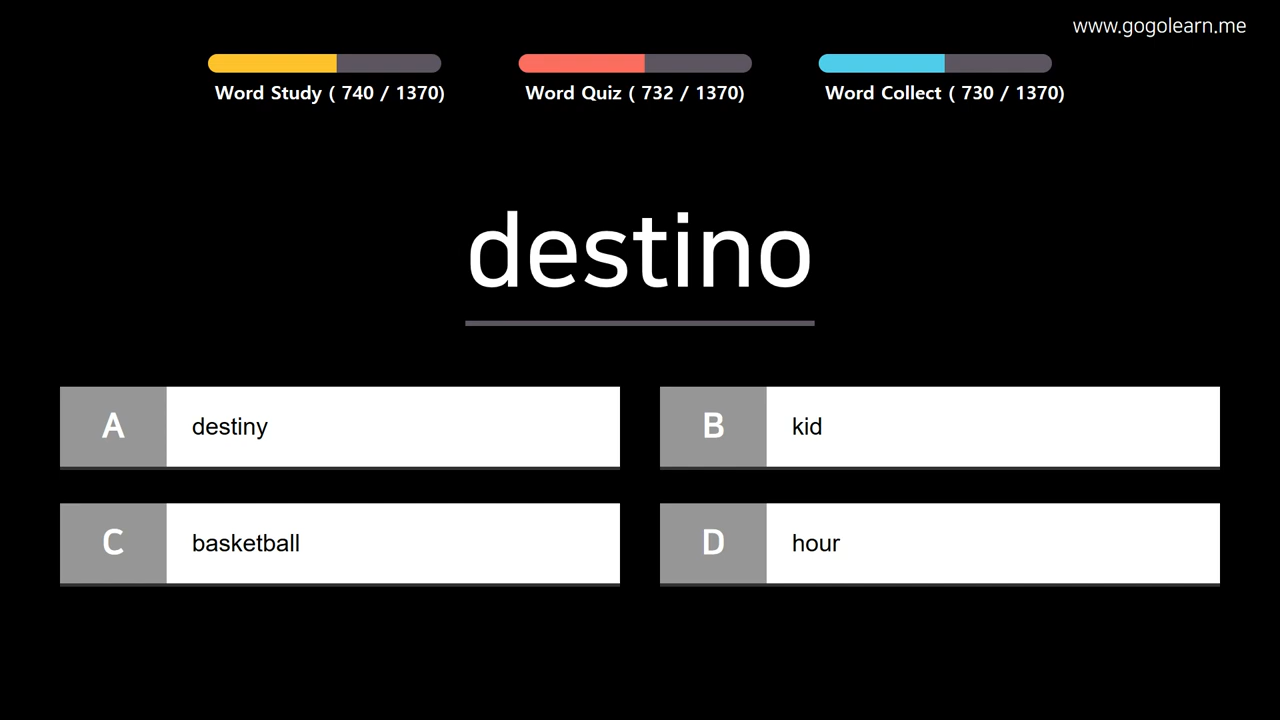 www.gogolearn.me
Word Study ( 740 / 1370)
Word Quiz ( 732 / 1370)
Word Collect ( 730 / 1370)
destino
A destiny
B kid
C basketball
D hour